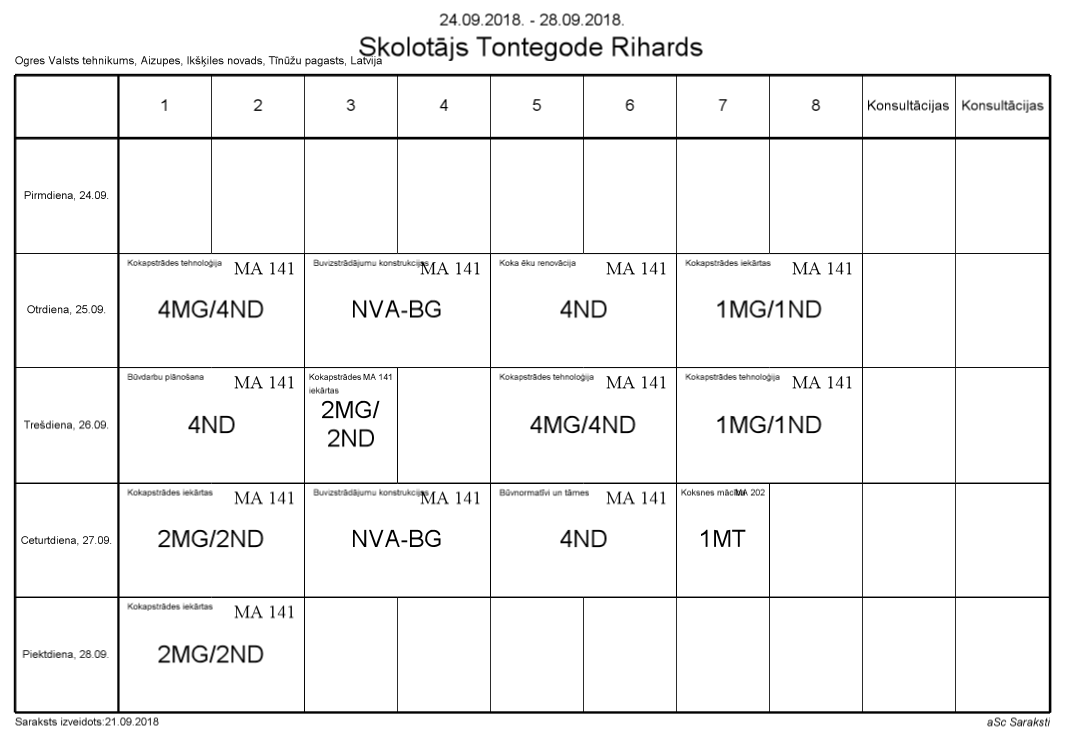 24.09.2018. - 28.09.2018.
Skolotājs Tontegode Rihards
Ogres Valsts tehnikums, Aizupes, Ikšķiles novads, Tīnūžu pagasts, Latvija
1 2 3 4 5 6 7 8 Konsultācijas Konsultācijas
Pirmdiena, 24.09.
Otrdiena, 25.09.
Kokapstrādes tehnoloģija MA 141
4MG/4ND
Buvizstrādājumu konstrukcijas MA 141
NVA-BG
Koka ēku renovācija MA 141
4ND
Kokapstrādes iekārtas MA 141
1MG/1ND
Trešdiena, 26.09.
Būvdarbu plānošana MA 141
4ND
Kokapstrādes MA 141
iekārtas
2MG/
2ND
Kokapstrādes tehnoloģija MA 141
4MG/4ND
Kokapstrādes tehnoloģija MA 141
1MG/1ND
Ceturtdiena, 27.09.
Kokapstrādes iekārtas MA 141
2MG/2ND
Buvizstrādājumu konstrukcijas MA 141
NVA-BG
Būvnormatīvi un tāmes MA 141
4ND
Koksnes mācība MA 202
1MT
Piektdiena, 28.09.
Kokapstrādes iekārtas MA 141
2MG/2ND
Saraksts izveidots:21.09.2018
aSc Saraksti